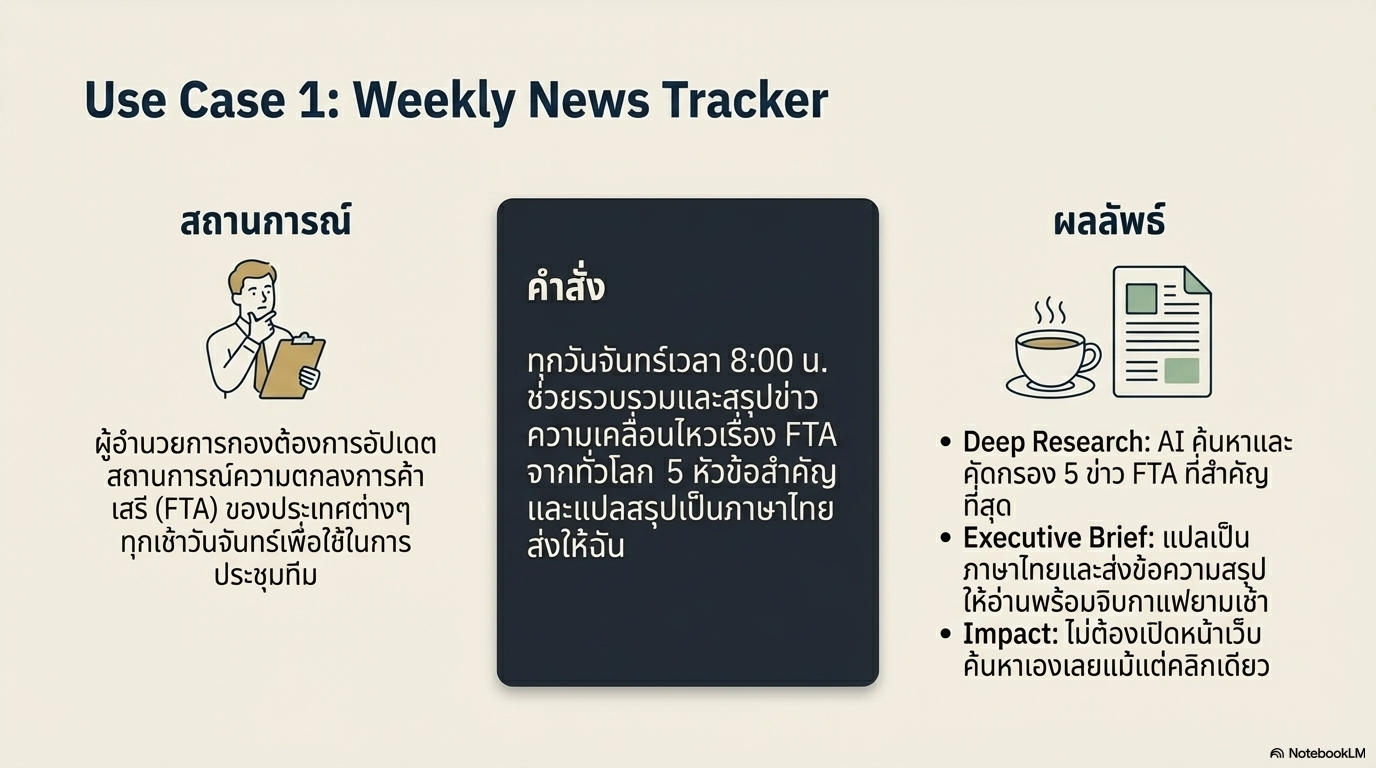 Use Case 1: Weekly News Tracker
สถานการณ์
ผู้อำนวยการกองต้องการอัปเดต
สถานการณ์ความตกลงการค้า
เสรี (FTA) ของประเทศต่างๆ
ทุกเช้าวันจันทร์เพื่อใช้ในการ
ประชุมทีม
คำสั่ง
ทุกวันจันทร์เวลา 8:00 น.
ช่วยรวบรวมและสรุปข่าว
ความเคลื่อนไหวเรื่อง FTA
จากทั่วโลก 5 หัวข้อสำคัญ
และแปลสรุปเป็นภาษาไทย
ส่งให้ฉัน
ผลลัพธ์
• Deep Research: AI ค้นหาและ
คัดกรอง 5 ข่าว FTA ที่สำคัญ
ที่สุด
• Executive Brief: แปลเป็น
ภาษาไทยและส่งข้อความสรุป
ให้อ่านพร้อมจิบกาแฟยามเช้า
• Impact: ไม่ต้องเปิดหน้าเว็บ
ค้นหาเองเลยแม้แต่คลิกเดียว
NotebookLM